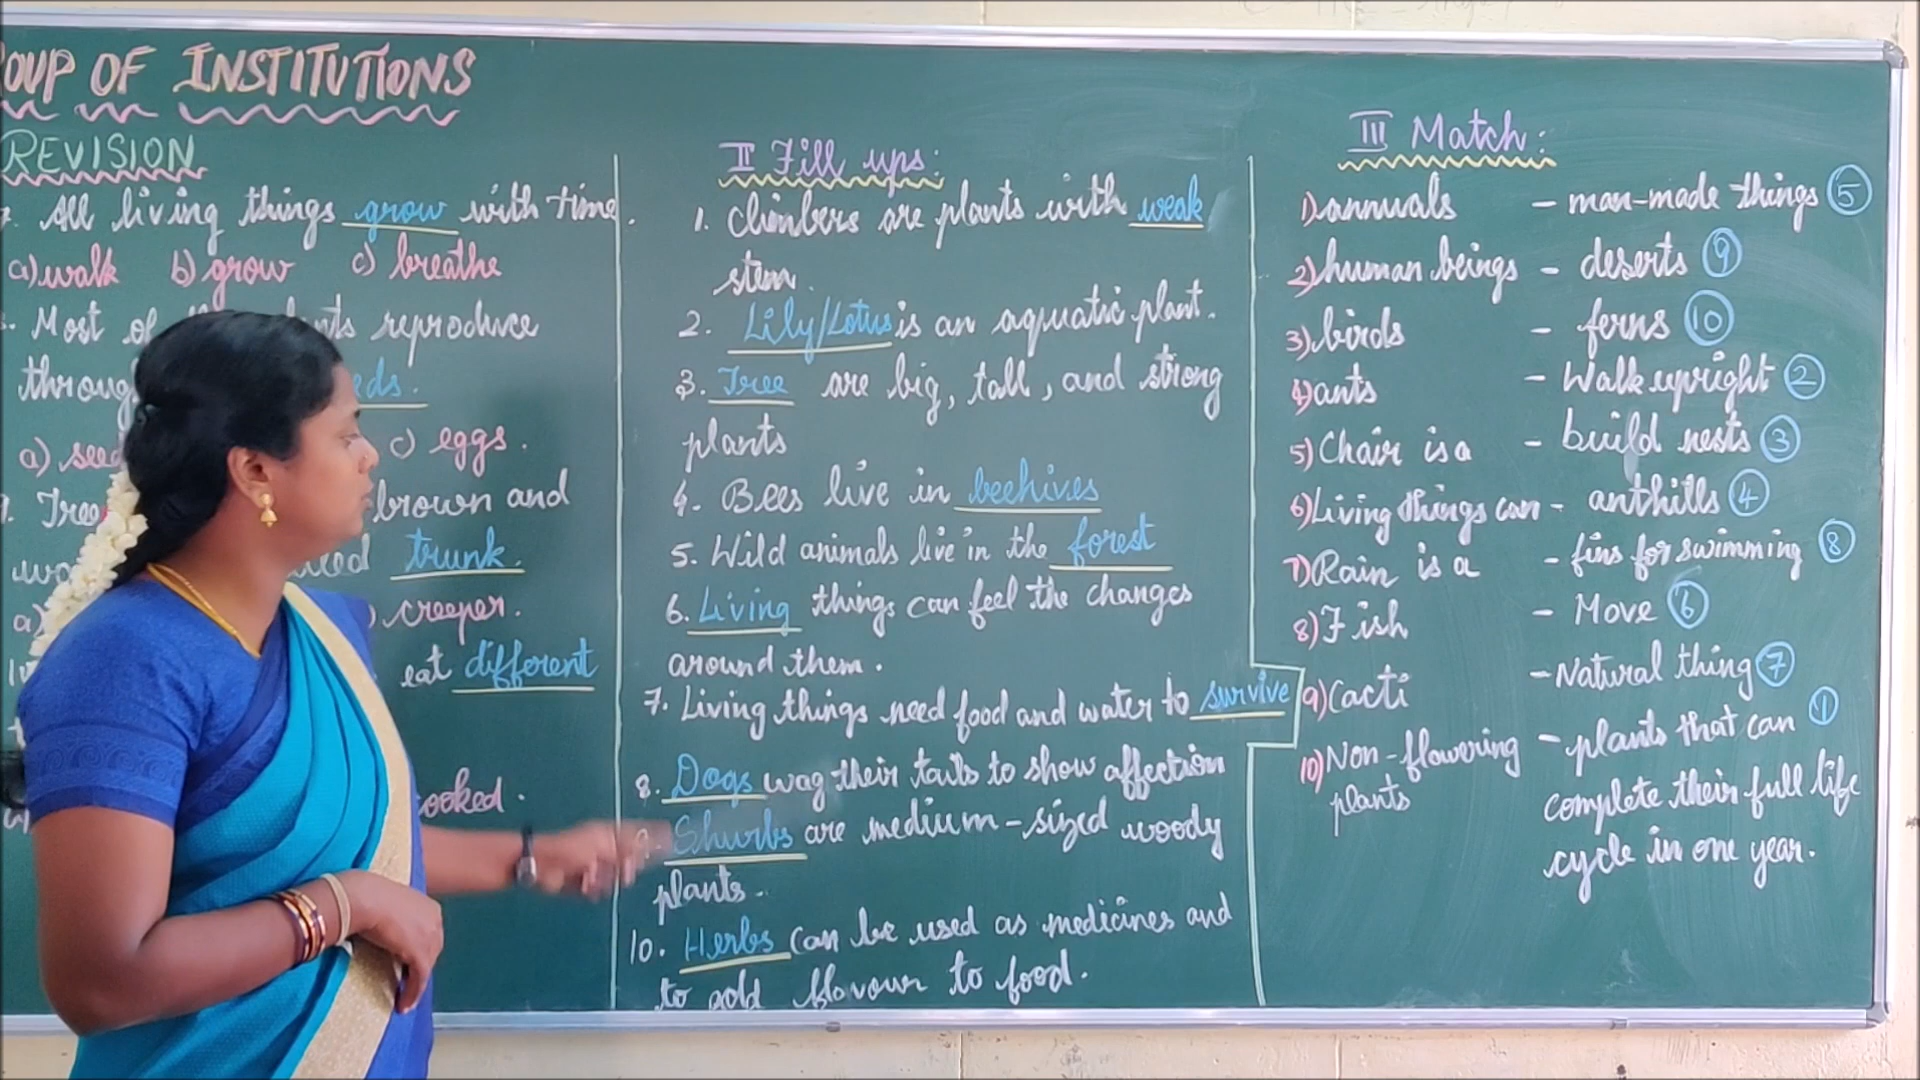 OUP OF INSTITUTIONS
REVISION
7. All living things grow with time.
a) walk b) grow c) breathe
Most of reproduce
through
a) c) eggs.
Tree brown and
trunk.
a) creeper.
eat different
cooked.
II Fill ups:
1. Climbers are plants with weak
stem.
2. Lily/Lotus is an aquatic plant.
3. Tree are big, tall, and strong
plants
4. Bees live in beehives
5. Wild animals live in the forest
6. Living things can feel the changes
around them.
7. Living things need food and water to survive
8. Dogs wag their tails to show affection
9. Shurbs are medium-sized woody
plants.
10. Herbs can be used as medicines and
to add flavour to food.
III Match:
1) annuals - man-made things 5
2) human beings - deserts 9
3) birds - ferns 10
4) ants - Walk upright 2
5) Chair is a - build nests 3
6) Living things can - anthills 4
7) Rain is a - fins for swimming 8
8) Fish - Move 6
9) Cacti - Natural thing 7
10) Non-flowering - plants that can 1
plants complete their full life
cycle in one year.